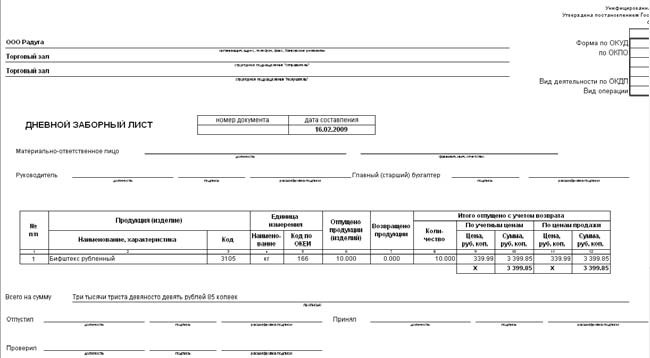 Унифицированн
Утверждена постановлением Гос
ООО Радуга
организация, адрес, телефон, факс, банковские реквизиты
Форма по ОКУД
Торговый зал
по ОКПО
структурное подразделение "отправитель"
Торговый зал
структурное подразделение "получатель"
Вид деятельности по ОКДП
Вид операции
номер документа дата составления
ДНЕВНОЙ ЗАБОРНЫЙ ЛИСТ
16.02.2009
Материально-ответственное лицо
должность фамилия, имя, отчество
Руководитель Главный (старший) бухгалтер
должность подпись расшифровка подписи подпись расшифровка подписи
№ п/п Продукция (изделие) Единица измерения Отпущено продукции (изделий) Возвращено продукции Итого отпущено с учетом возврата
Коли-чество По учетным ценам По ценам продажи
Наименование, характеристика Код Наимено-вание Код по ОКЕИ Цена, руб, коп, Сумма, руб, коп, Цена, руб, коп, Сумма, руб, коп,
1 2 3 4 5 6 7 8 9 10 11 12
1 Бифштекс рубленный 3105 кг 166 10.000 0.000 10.000 339.99 3 399.85 339.99 3 399.85
X 3 399.85 X 3 399.85
Всего на сумму Три тысячи триста девяносто девять рублей 85 копеек
прописью
Отпустил Принял
должность подпись расшифровка подписи должность подпись расшифровка подписи
Проверил
должность подпись расшифровка подписи